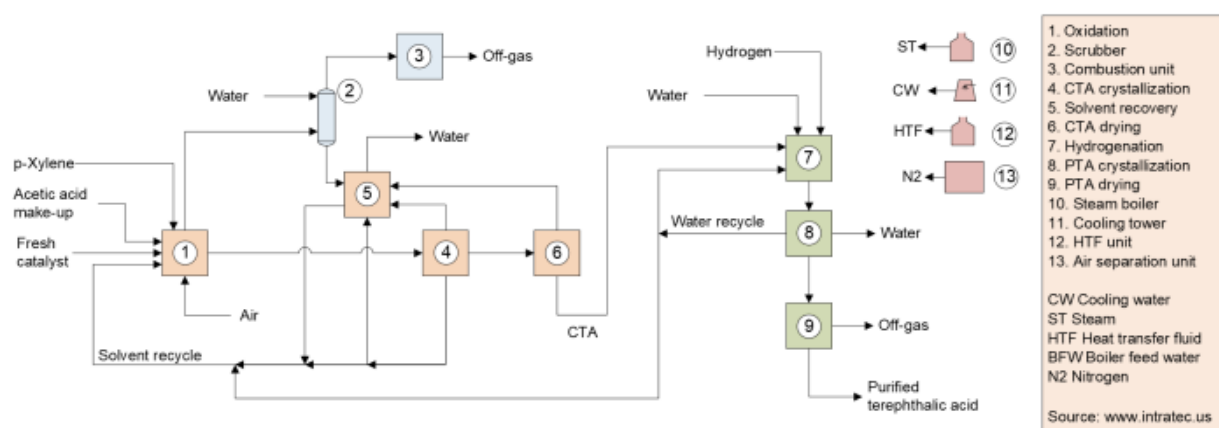 Off-gas
3
2
Water
Water
p-Xylene
Acetic acid
make-up
Fresh
catalyst
1
5
4
6
Air
CTA
Solvent recycle
Hydrogen
Water
7
Water recycle
8
Water
9
Off-gas
Purified
terephthalic acid
ST
10
CW
11
HTF
12
N2
13
1. Oxidation
2. Scrubber
3. Combustion unit
4. CTA crystallization
5. Solvent recovery
6. CTA drying
7. Hydrogenation
8. PTA crystallization
9. PTA drying
10. Steam boiler
11. Cooling tower
12. HTF unit
13. Air separation unit
CW Cooling water
ST Steam
HTF Heat transfer fluid
BFW Boiler feed water
N2 Nitrogen
Source: www.intratec.us